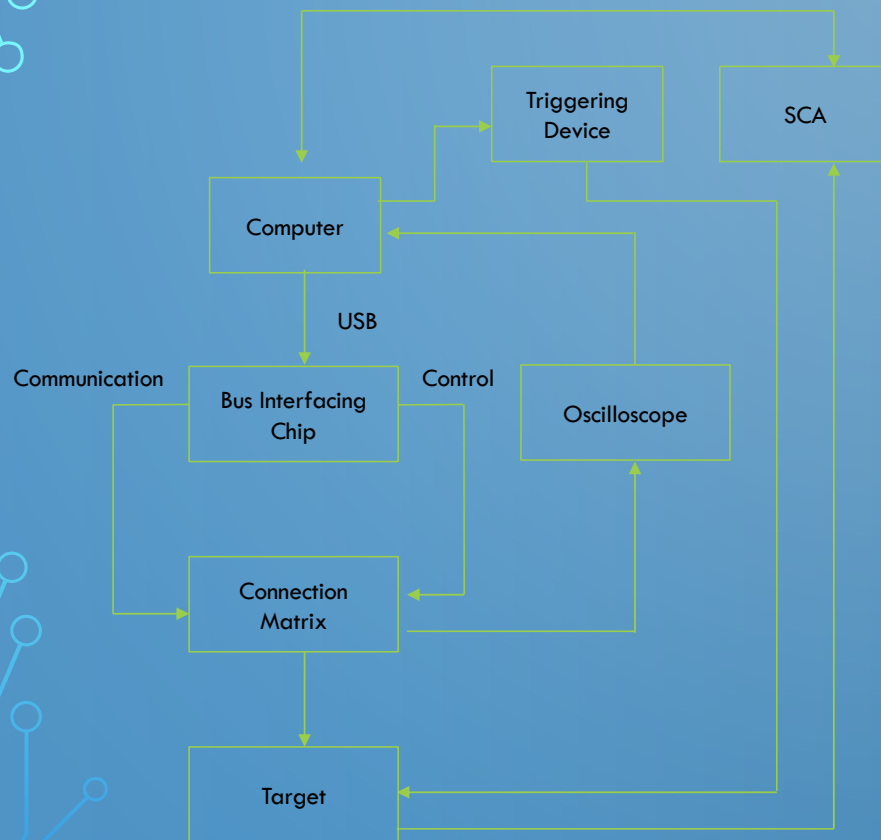 Triggering
Device
SCA
Computer
USB
Communication
Bus Interfacing
Chip
Control
Oscilloscope
Connection
Matrix
Target